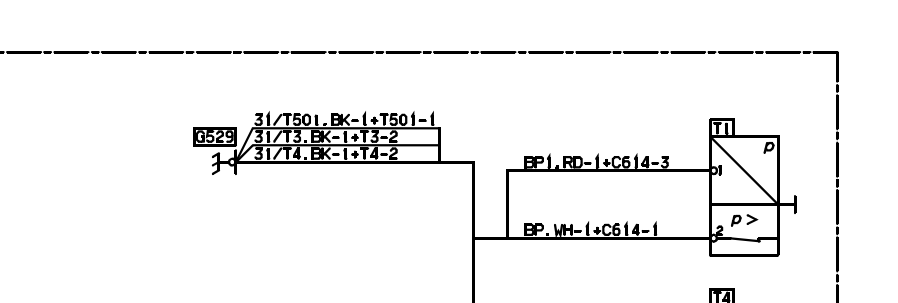 31/T501.BK-1+T501-1
G529
31/T3.BK-1+T3-2
31/T4.BK-1+T4-2
T1
p
BP1.RD-1+C614-3
1
p >
BP.WH-1+C614-1
2
T4